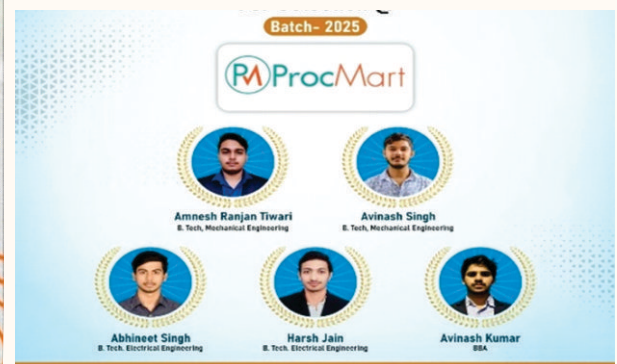 Batch- 2025
PM ProcMart
Amnesh Ranjan Tiwari
B. Tech, Mechanical Engineering
Avinash Singh
B. Tech, Mechanical Engineering
Abhineet Singh
B. Tech. Electrical Engineering
Harsh Jain
B. Tech. Electrical Engineering
Avinash Kumar
BBA